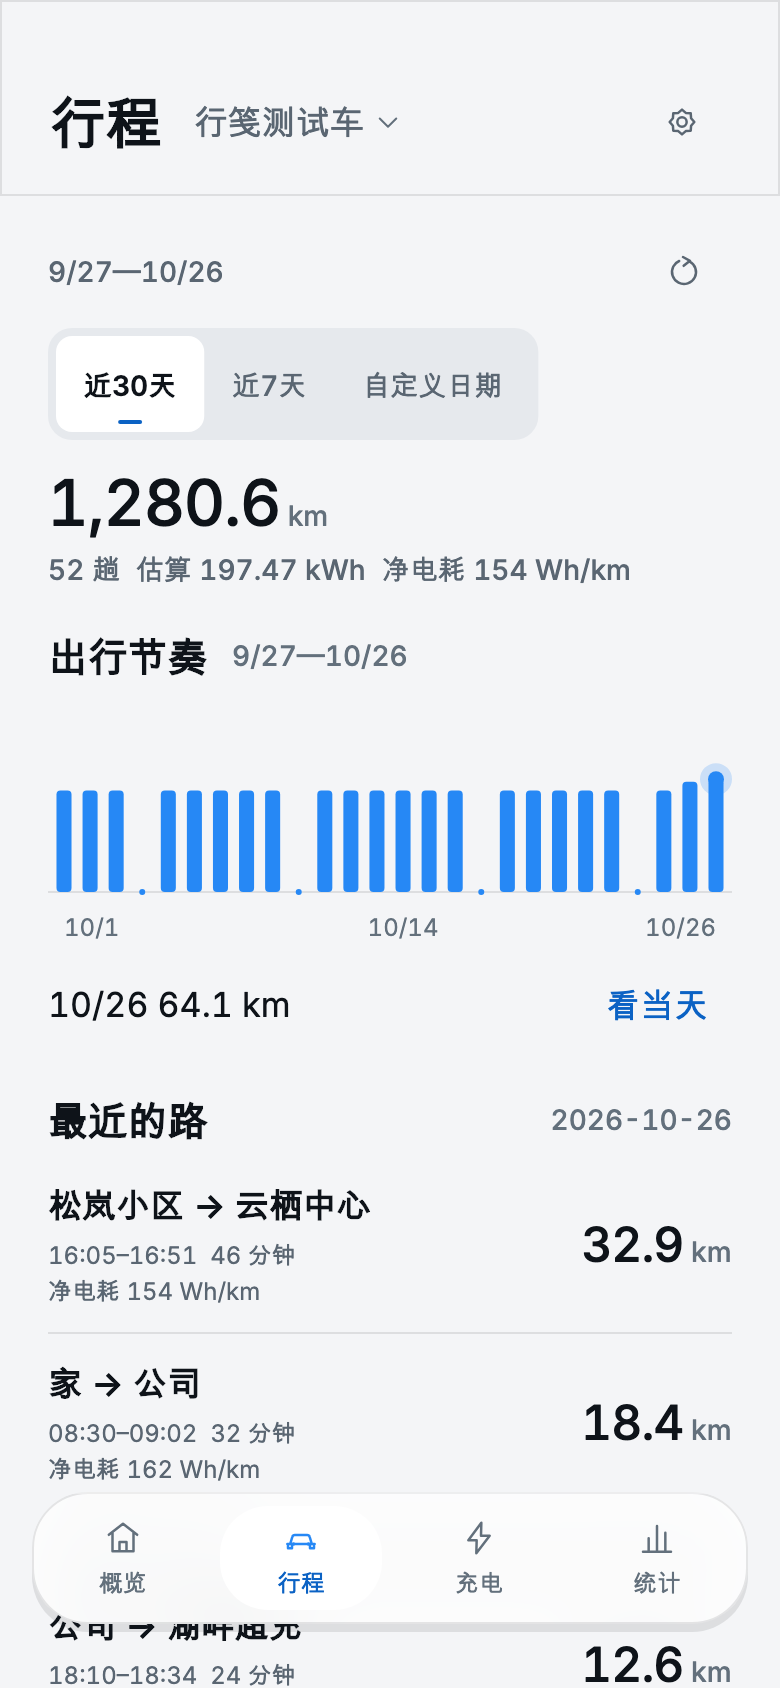 行程 行笺测试车
9/27—10/26
近30天 近7天 自定义日期
1,280.6 km
52 趟 估算 197.47 kWh 净电耗 154 Wh/km
出行节奏 9/27—10/26
10/1 10/14 10/26
10/26 64.1 km 看当天
最近的路 2026-10-26
松岚小区 → 云栖中心
32.9 km
16:05–16:51 46 分钟
净电耗 154 Wh/km
家 → 公司
18.4 km
08:30–09:02 32 分钟
净电耗 162 Wh/km
概览 行程 充电 统计
公司 → 湖畔超充
12.6 km
18:10–18:34 24 分钟